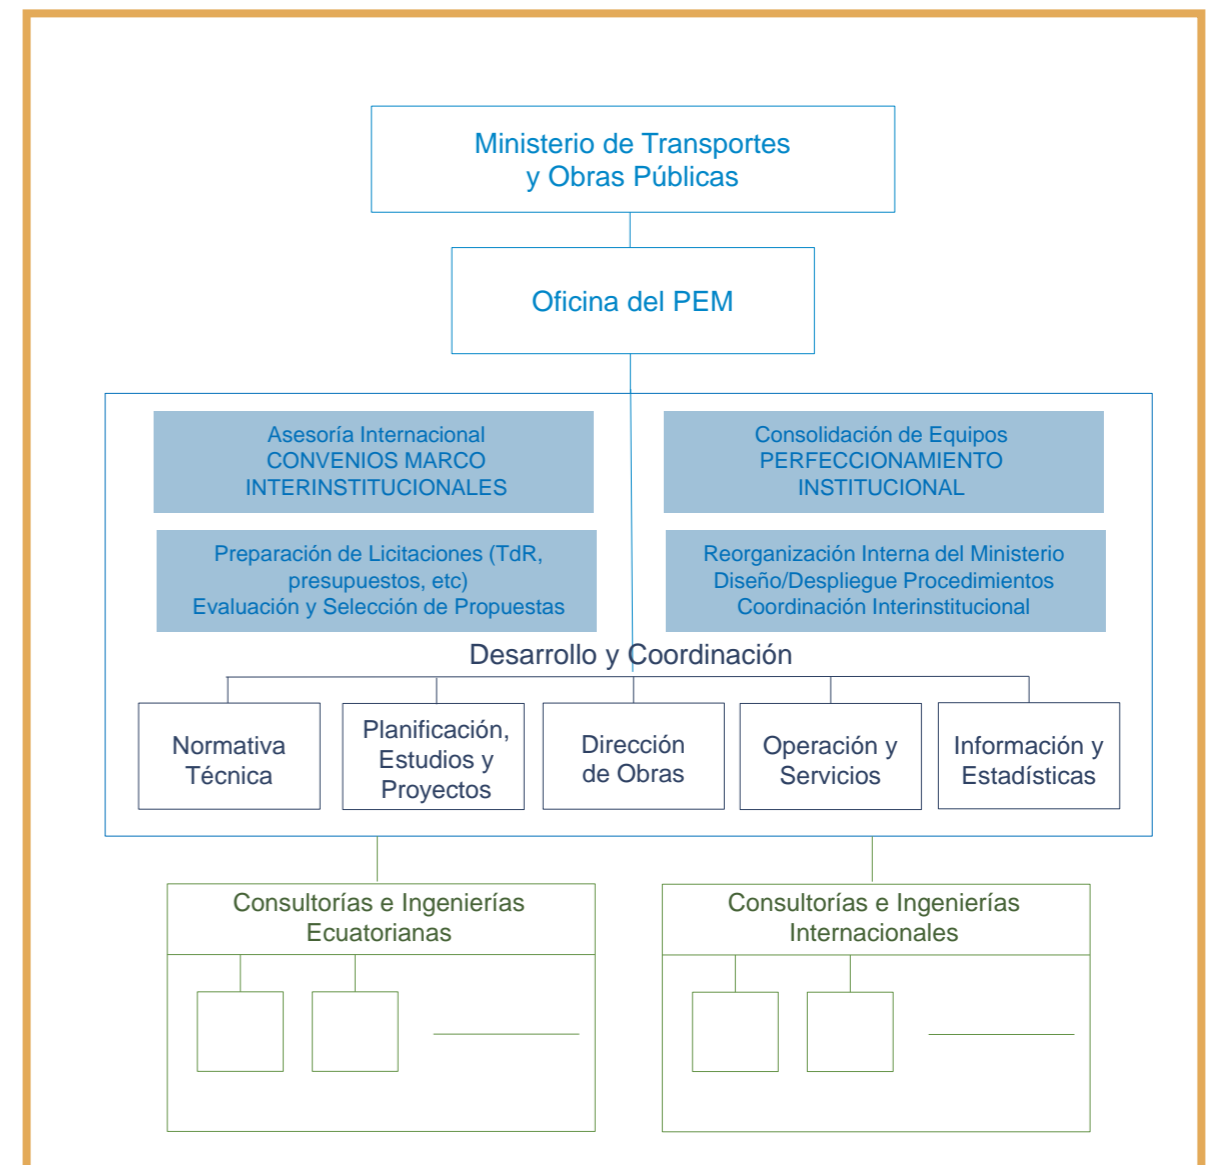 Ministerio de Transportes
y Obras Públicas
Oficina del PEM
Asesoría Internacional
CONVENIOS MARCO
INTERINSTITUCIONALES
Consolidación de Equipos
PERFECCIONAMIENTO
INSTITUCIONAL
Preparación de Licitaciones (TdR,
presupuestos, etc)
Evaluación y Selección de Propuestas
Reorganización Interna del Ministerio
Diseño/Despliegue Procedimientos
Coordinación Interinstitucional
Desarrollo y Coordinación
Normativa
Técnica
Planificación,
Estudios y
Proyectos
Dirección
de Obras
Operación y
Servicios
Información y
Estadísticas
Consultorías e Ingenierías
Ecuatorianas
Consultorías e Ingenierías
Internacionales